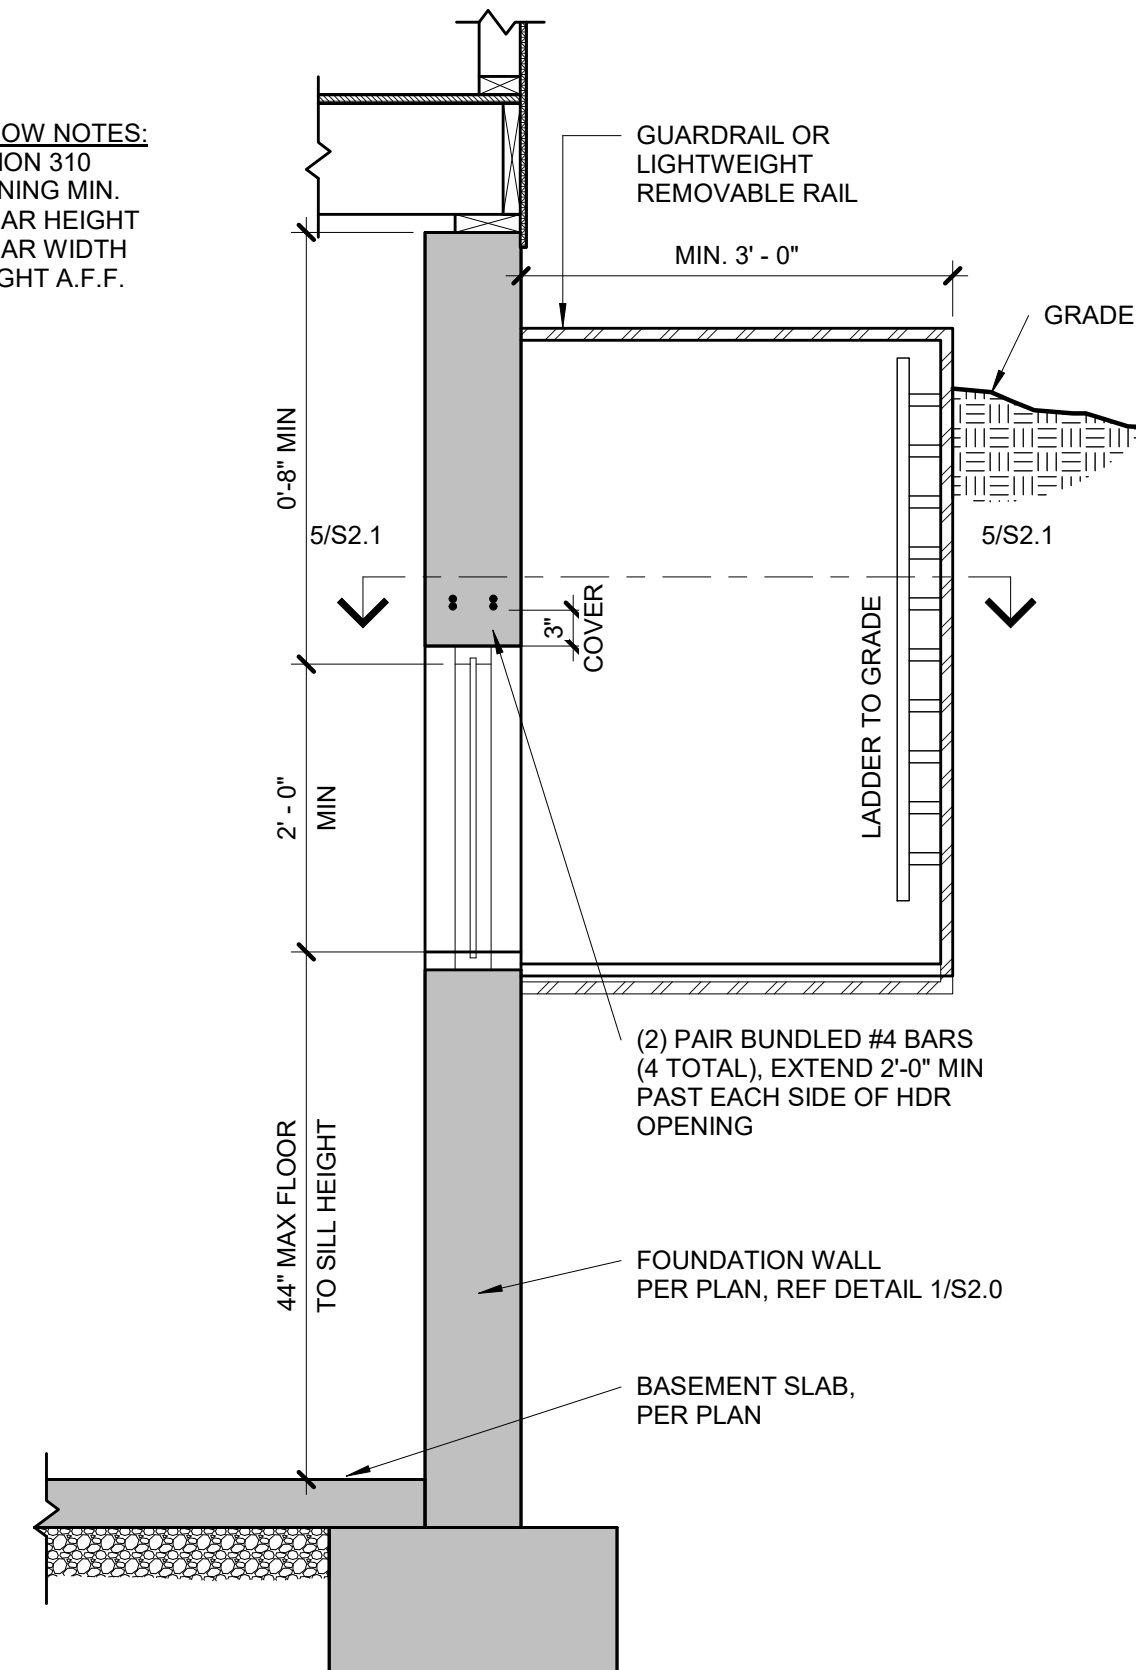 OW NOTES:
ION 310
NING MIN.
AR HEIGHT
AR WIDTH
GHT A.F.F.
GUARDRAIL OR
LIGHTWEIGHT
REMOVABLE RAIL
MIN. 3' - 0"
GRADE
0'-8" MIN
5/S2.1
5/S2.1
3"
COVER
LADDER TO GRADE
2' - 0"
MIN
(2) PAIR BUNDLED #4 BARS
(4 TOTAL), EXTEND 2'-0" MIN
PAST EACH SIDE OF HDR
OPENING
44" MAX FLOOR
TO SILL HEIGHT
FOUNDATION WALL
PER PLAN, REF DETAIL 1/S2.0
BASEMENT SLAB,
PER PLAN